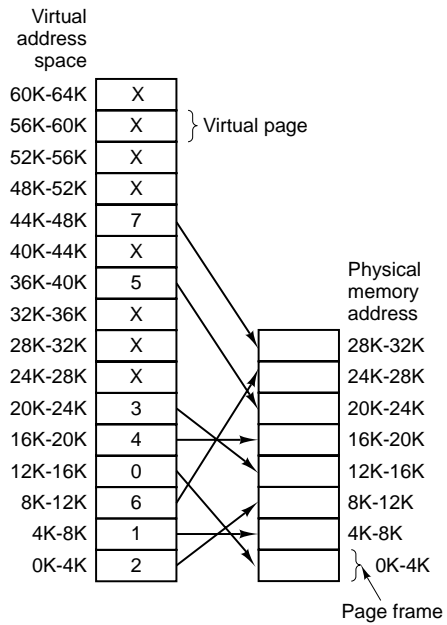 Virtual
address
space
60K-64K X
56K-60K X
Virtual page
52K-56K X
48K-52K X
44K-48K 7
40K-44K X
36K-40K 5
32K-36K X
28K-32K X
24K-28K X
20K-24K 3
16K-20K 4
12K-16K 0
8K-12K 6
4K-8K 1
0K-4K 2
Physical
memory
address
28K-32K
24K-28K
20K-24K
16K-20K
12K-16K
8K-12K
4K-8K
0K-4K
Page frame